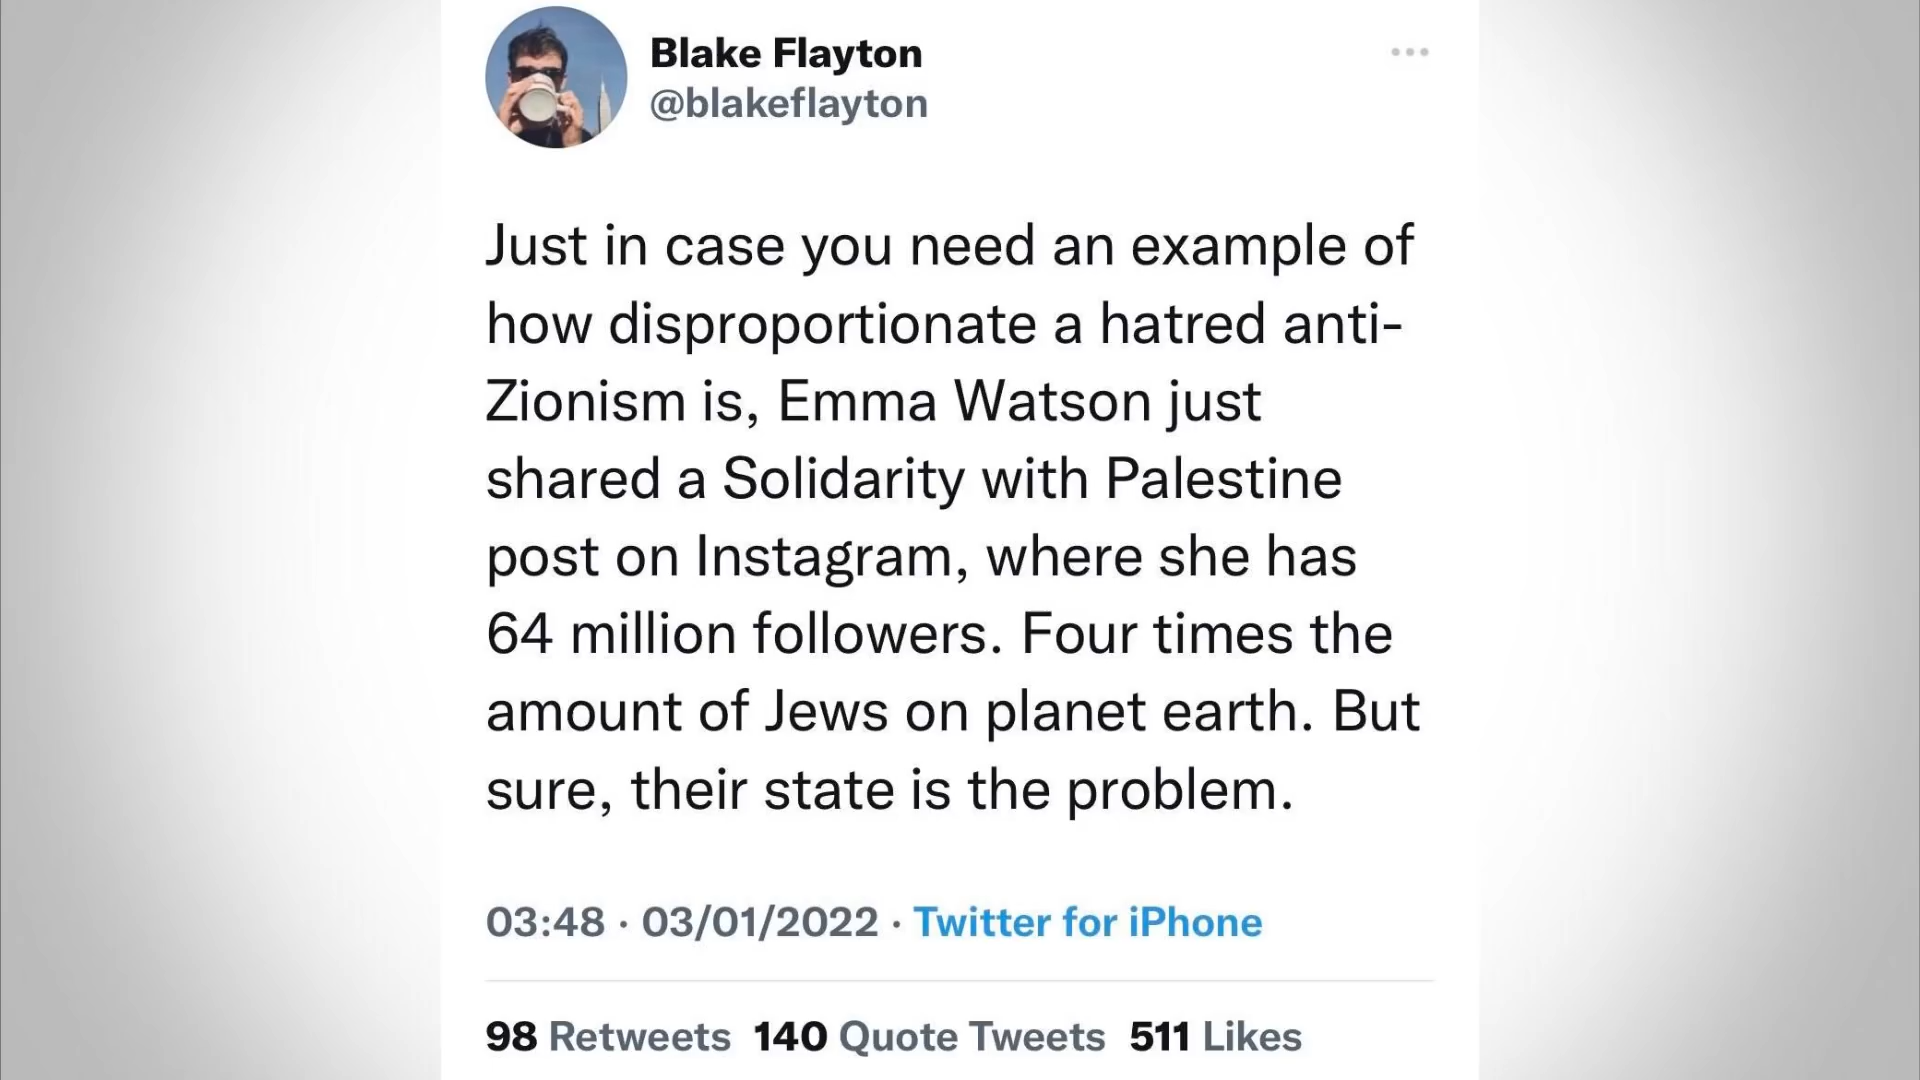 Blake Flayton
@blakeflayton
Just in case you need an example of
how disproportionate a hatred anti-
Zionism is, Emma Watson just
shared a Solidarity with Palestine
post on Instagram, where she has
64 million followers. Four times the
amount of Jews on planet earth. But
sure, their state is the problem.
03:48 · 03/01/2022 · Twitter for iPhone
98 Retweets 140 Quote Tweets 511 Likes